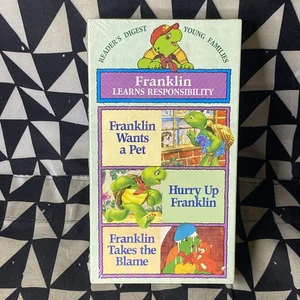 READER'S DIGEST YOUNG FAMILIES
Franklin
LEARNS RESPONSIBILITY
Franklin
Wants
a Pet
Hurry Up
Franklin
Franklin
Takes the
Blame